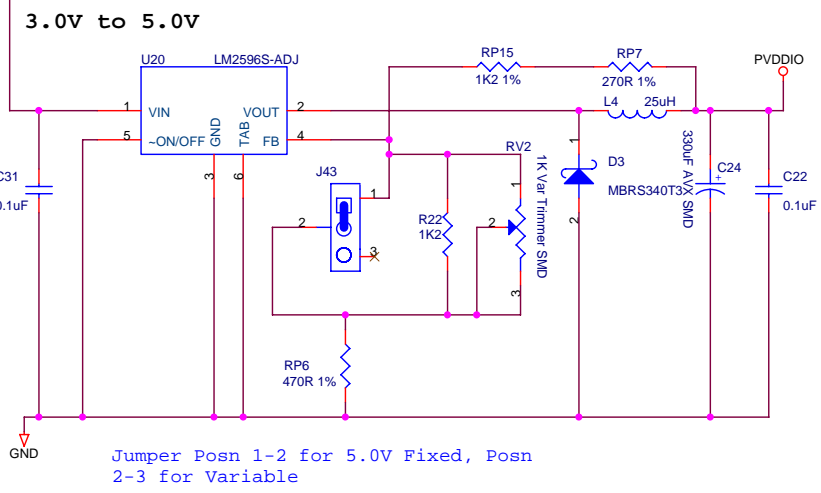 3.0V to 5.0V
U20
LM2596S-ADJ
1
VIN
VOUT
2
5
~ON/OFF
GND
TAB
FB
4
3
6
RP15
1K2 1%
RP7
270R 1%
L4
25uH
PVDDIO
C31
0.1uF
J43
1
2
3
R22
1K2
RV2
1
2
3
1K Var Trimmer SMD
1
2
D3
MBRS340T3
330uF AVX SMD
+
C24
C22
0.1uF
RP6
470R 1%
GND
Jumper Posn 1-2 for 5.0V Fixed, Posn
2-3 for Variable